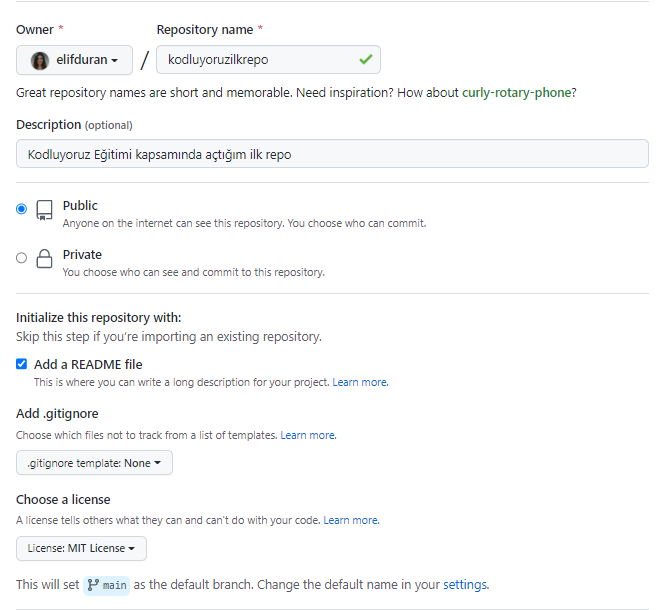 Owner * Repository name *
elifduran / kodluyoruzilkrepo
Great repository names are short and memorable. Need inspiration? How about curly-rotary-phone?
Description (optional)
Kodluyoruz Eğitimi kapsamında açtığım ilk repo
Public
Anyone on the internet can see this repository. You choose who can commit.
Private
You choose who can see and commit to this repository.
Initialize this repository with:
Skip this step if you're importing an existing repository.
Add a README file
This is where you can write a long description for your project. Learn more.
Add .gitignore
Choose which files not to track from a list of templates. Learn more.
.gitignore template: None
Choose a license
A license tells others what they can and can't do with your code. Learn more.
License: MIT License
This will set main as the default branch. Change the default name in your settings.